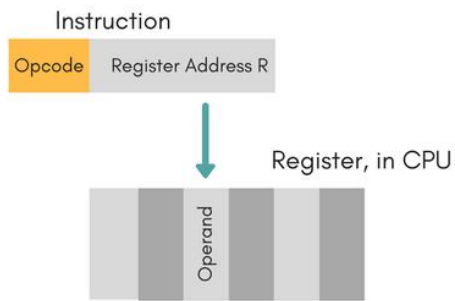 Instruction
Opcode Register Address R
Register, in CPU
Operand